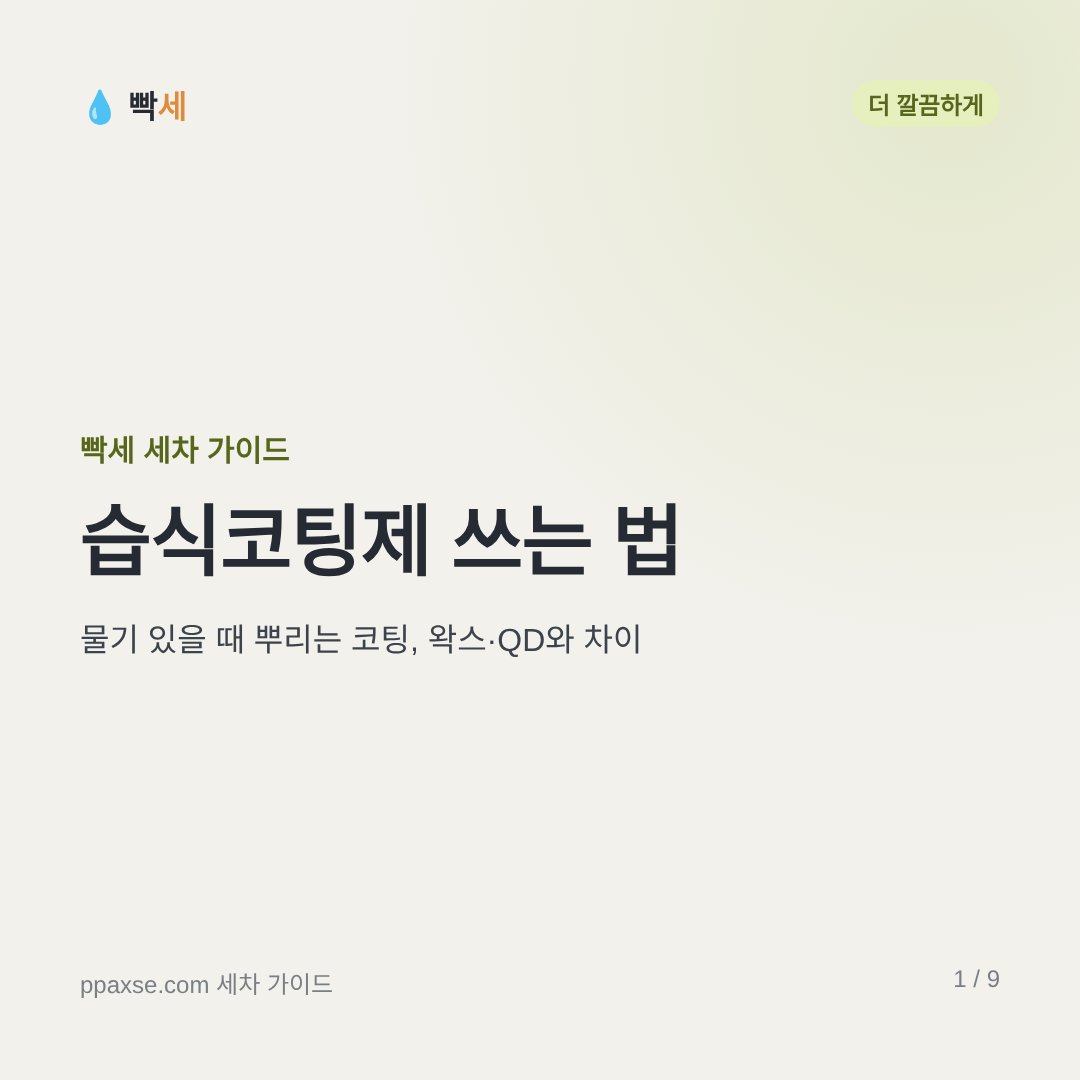 빡세
더 깔끔하게
빡세 세차 가이드
습식코팅제 쓰는 법
물기 있을 때 뿌리는 코팅, 왁스·QD와 차이
ppaxse.com 세차 가이드
1 / 9